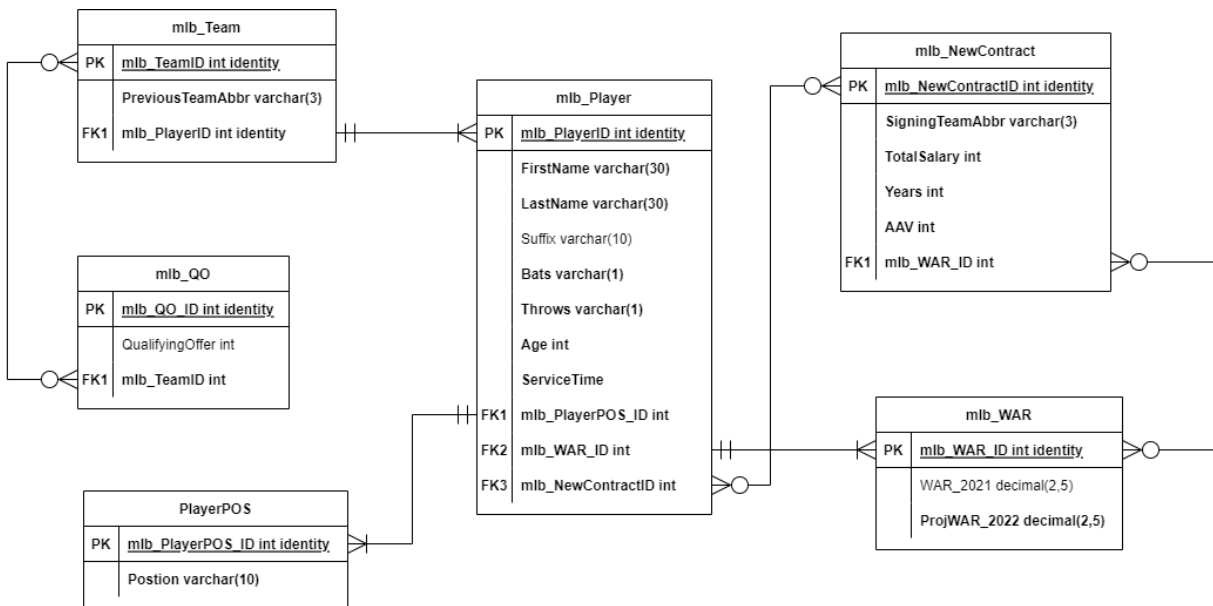 mlb_Team
PK mlb_TeamID int identity
PreviousTeamAbbr varchar(3)
FK1 mlb_PlayerID int identity
mlb_QO
PK mlb_QO_ID int identity
QualifyingOffer int
FK1 mlb_TeamID int
PlayerPOS
PK mlb_PlayerPOS_ID int identity
Postion varchar(10)
mlb_Player
PK mlb_PlayerID int identity
FirstName varchar(30)
LastName varchar(30)
Suffix varchar(10)
Bats varchar(1)
Throws varchar(1)
Age int
ServiceTime
FK1 mlb_PlayerPOS_ID int
FK2 mlb_WAR_ID int
FK3 mlb_NewContractID int
mlb_NewContract
PK mlb_NewContractID int identity
SigningTeamAbbr varchar(3)
TotalSalary int
Years int
AAV int
FK1 mlb_WAR_ID int
mlb_WAR
PK mlb_WAR_ID int identity
WAR_2021 decimal(2,5)
ProjWAR_2022 decimal(2,5)